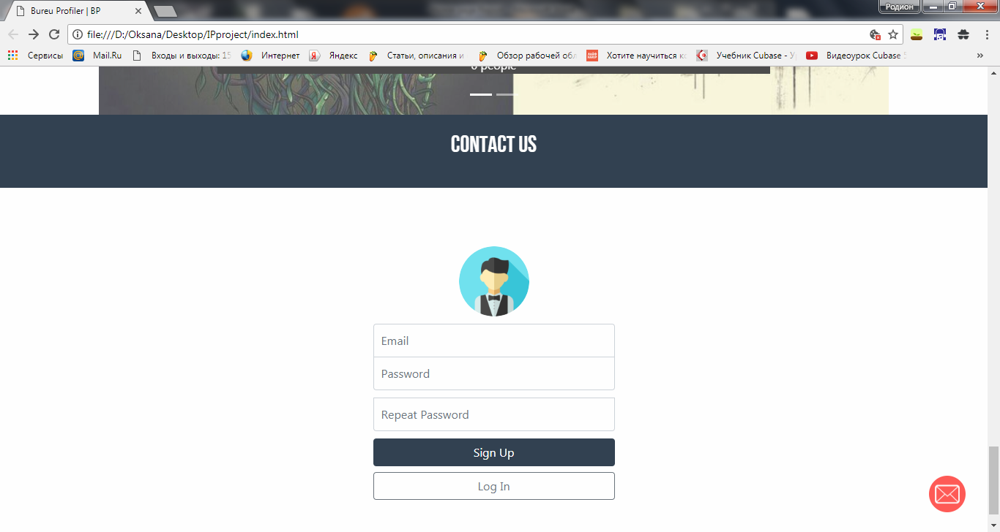 Bureu Profiler | BP
Родион
file:///D:/Oksana/Desktop/IPproject/index.html
Сервисы Mail.Ru Входы и выходы: 15 Интернет Яндекс Статьи, описания и Обзор рабочей обл Хотите научиться Учебник Cubase - Видеоурок Cubase
0 people
CONTACT US
Email
Password
Repeat Password
Sign Up
Log In